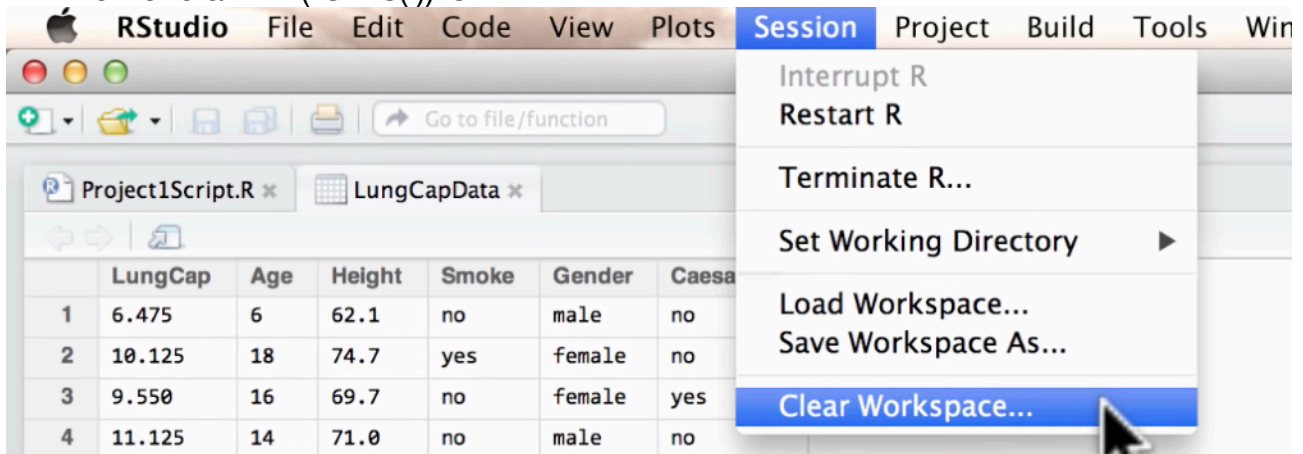 RStudio File Edit Code View Plots Session Project Build Tools
Interrupt R
Restart R
Terminate R...
Set Working Directory
Load Workspace...
Save Workspace As...
Clear Workspace...
Go to file/function
Project1Script.R LungCapData
LungCap Age Height Smoke Gender
1 6.475 6 62.1 no male no
2 10.125 18 74.7 yes female no
3 9.550 16 69.7 no female yes
4 11.125 14 71.0 no male no